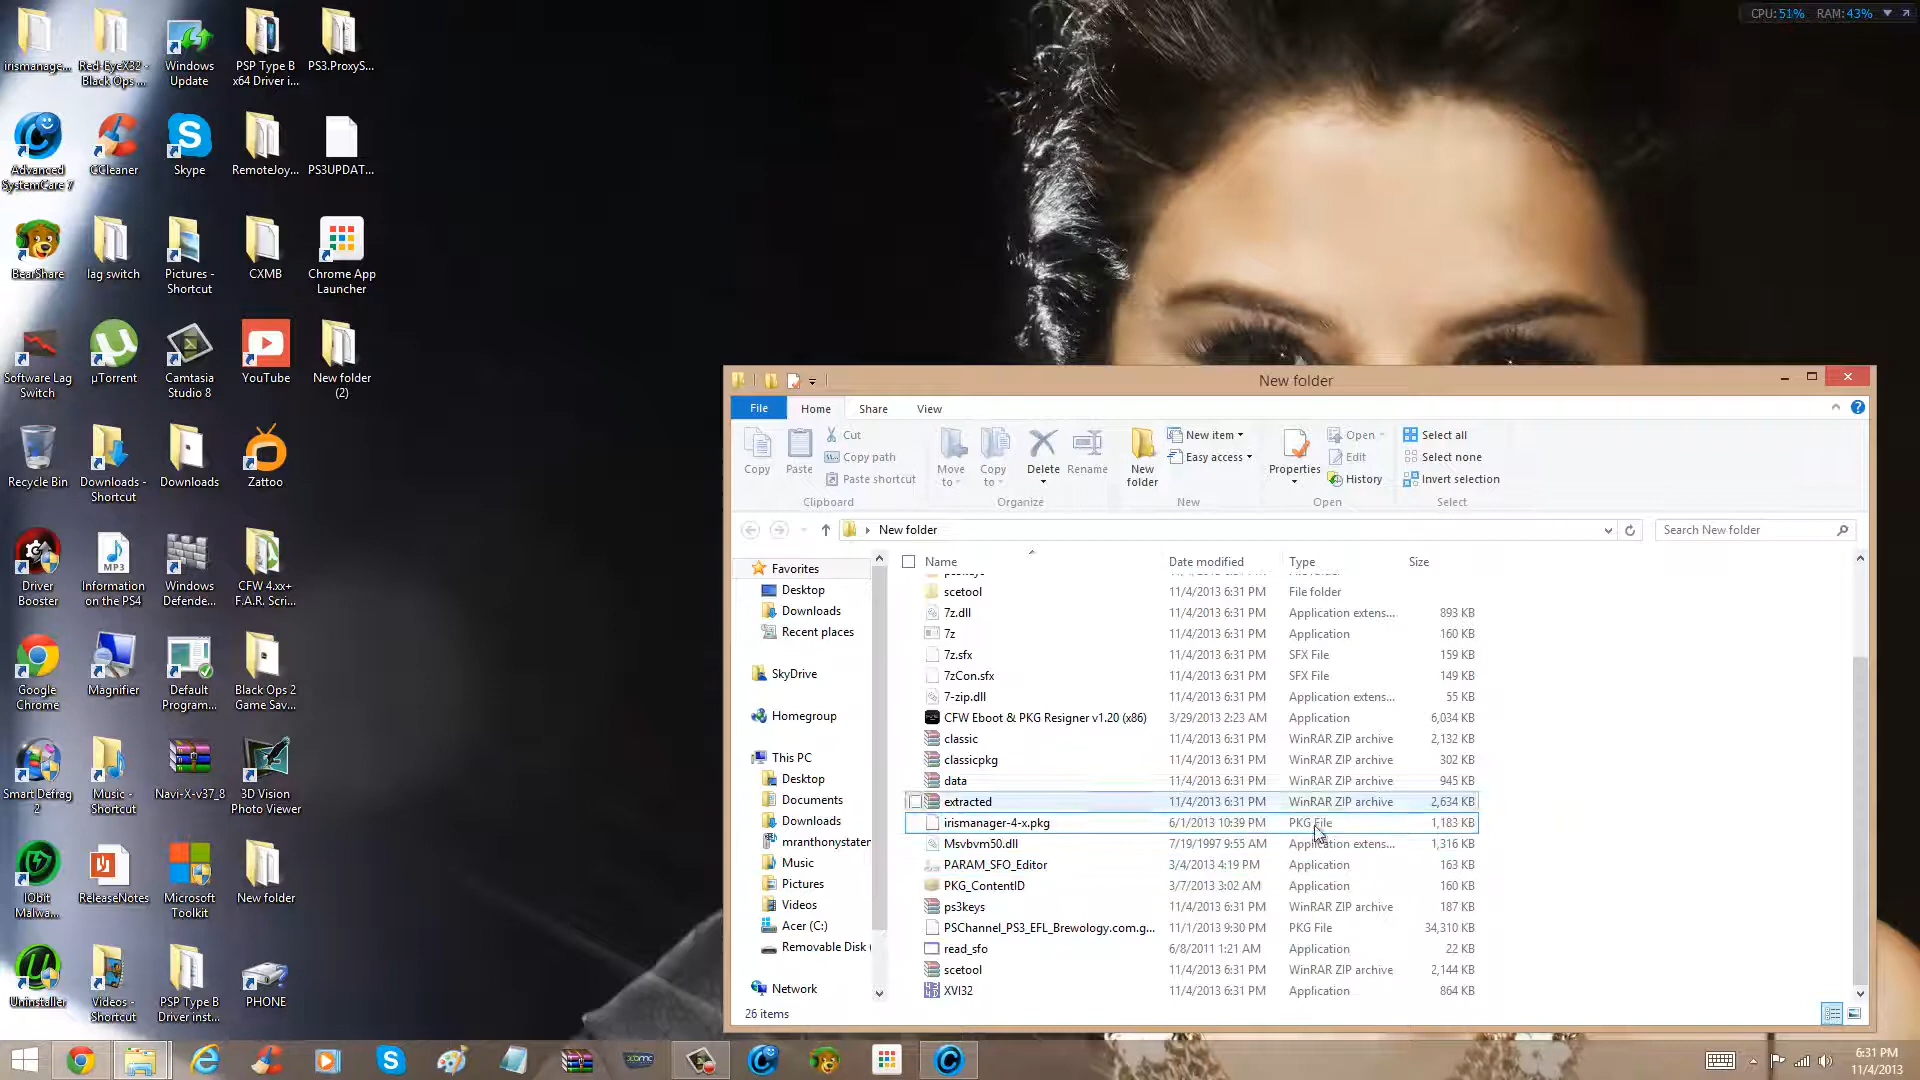 CPU: 51% RAM: 43%
irismanage...
Red-EyeX32 - Black Ops ...
Windows Update
PSP Type B x64 Driver i...
PS3.ProxyS...
Advanced SystemCare 7
CCleaner
Skype
RemoteJoy...
PS3UPDAT...
BearShare
lag switch
Pictures - Shortcut
CXMB
Chrome App Launcher
Software Lag Switch
µTorrent
Camtasia Studio 8
YouTube
New folder (2)
Recycle Bin
Downloads - Shortcut
Downloads
Zattoo
Driver Booster
Information on the PS4
Windows Defende...
CFW 4.xx+ F.A.R. Scri...
Google Chrome
Magnifier
Default Program...
Black Ops 2 Game Sav...
Smart Defrag 2
Music - Shortcut
Navi-X-v37_8
3D Vision Photo Viewer
IObit Malwa...
ReleaseNotes
Microsoft Toolkit
New folder
Uninstaller
Videos - Shortcut
PSP Type B Driver inst...
PHONE
New folder
File Home Share View
Copy
Paste
Cut
Copy path
Paste shortcut
Clipboard
Move to
Copy to
Delete
Rename
Organize
New folder
New item
Easy access
New
Properties
Open
Edit
History
Open
Select all
Select none
Invert selection
Select
New folder
Search New folder
Favorites
Desktop
Downloads
Recent places
SkyDrive
Homegroup
This PC
Desktop
Documents
Downloads
mranthonystater
Music
Pictures
Videos
Acer (C:)
Removable Disk (
Network
Name Date modified Type Size
scetool 11/4/2013 6:31 PM File folder
7z.dll 11/4/2013 6:31 PM Application extens... 893 KB
7z 11/4/2013 6:31 PM Application 160 KB
7z.sfx 11/4/2013 6:31 PM SFX File 159 KB
7zCon.sfx 11/4/2013 6:31 PM SFX File 149 KB
7-zip.dll 11/4/2013 6:31 PM Application extens... 55 KB
CFW Eboot & PKG Resigner v1.20 (x86) 3/29/2013 2:23 AM Application 6,034 KB
classic 11/4/2013 6:31 PM WinRAR ZIP archive 2,132 KB
classicpkg 11/4/2013 6:31 PM WinRAR ZIP archive 302 KB
data 11/4/2013 6:31 PM WinRAR ZIP archive 945 KB
extracted 11/4/2013 6:31 PM WinRAR ZIP archive 2,634 KB
irismanager-4-x.pkg 6/1/2013 10:39 PM PKG File 1,183 KB
Msvbvm50.dll 7/19/1997 9:55 AM Application extens... 1,316 KB
PARAM_SFO_Editor 3/4/2013 4:19 PM Application 163 KB
PKG_ContentID 3/7/2013 3:02 AM Application 160 KB
ps3keys 11/4/2013 6:31 PM WinRAR ZIP archive 187 KB
PSChannel_PS3_EFL_Brewology.com.g... 11/1/2013 9:30 PM PKG File 34,310 KB
read_sfo 6/8/2011 1:21 AM Application 22 KB
scetool 11/4/2013 6:31 PM WinRAR ZIP archive 2,144 KB
XVI32 11/4/2013 6:31 PM Application 864 KB
26 items
xbmc
6:31 PM
11/4/2013